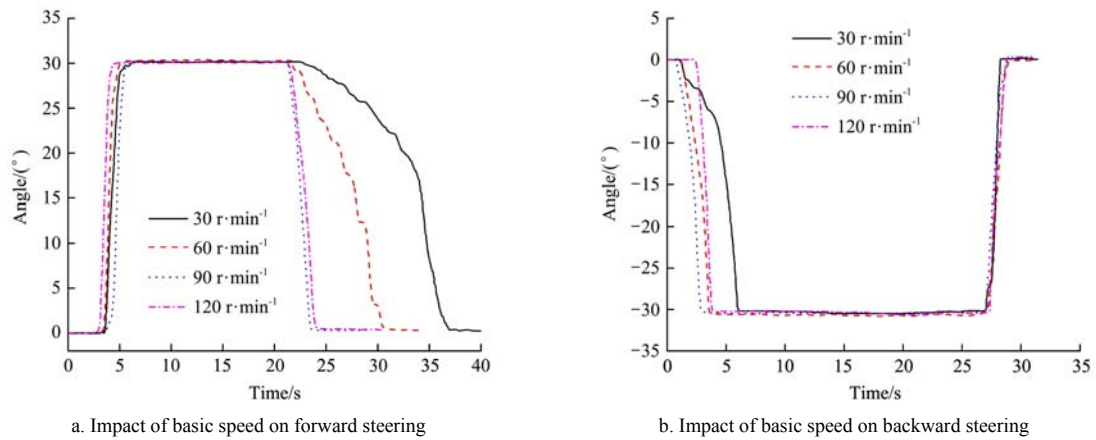 35
30
25
20
15
10
5
0
Angle/(°)
30 r·min⁻¹
60 r·min⁻¹
90 r·min⁻¹
120 r·min⁻¹
0 5 10 15 20 25 30 35 40
Time/s
a. Impact of basic speed on forward steering
5
0
−5
−10
−15
−20
−25
−30
−35
Angle/(°)
30 r·min⁻¹
60 r·min⁻¹
90 r·min⁻¹
120 r·min⁻¹
0 5 10 15 20 25 30 35
Time/s
b. Impact of basic speed on backward steering